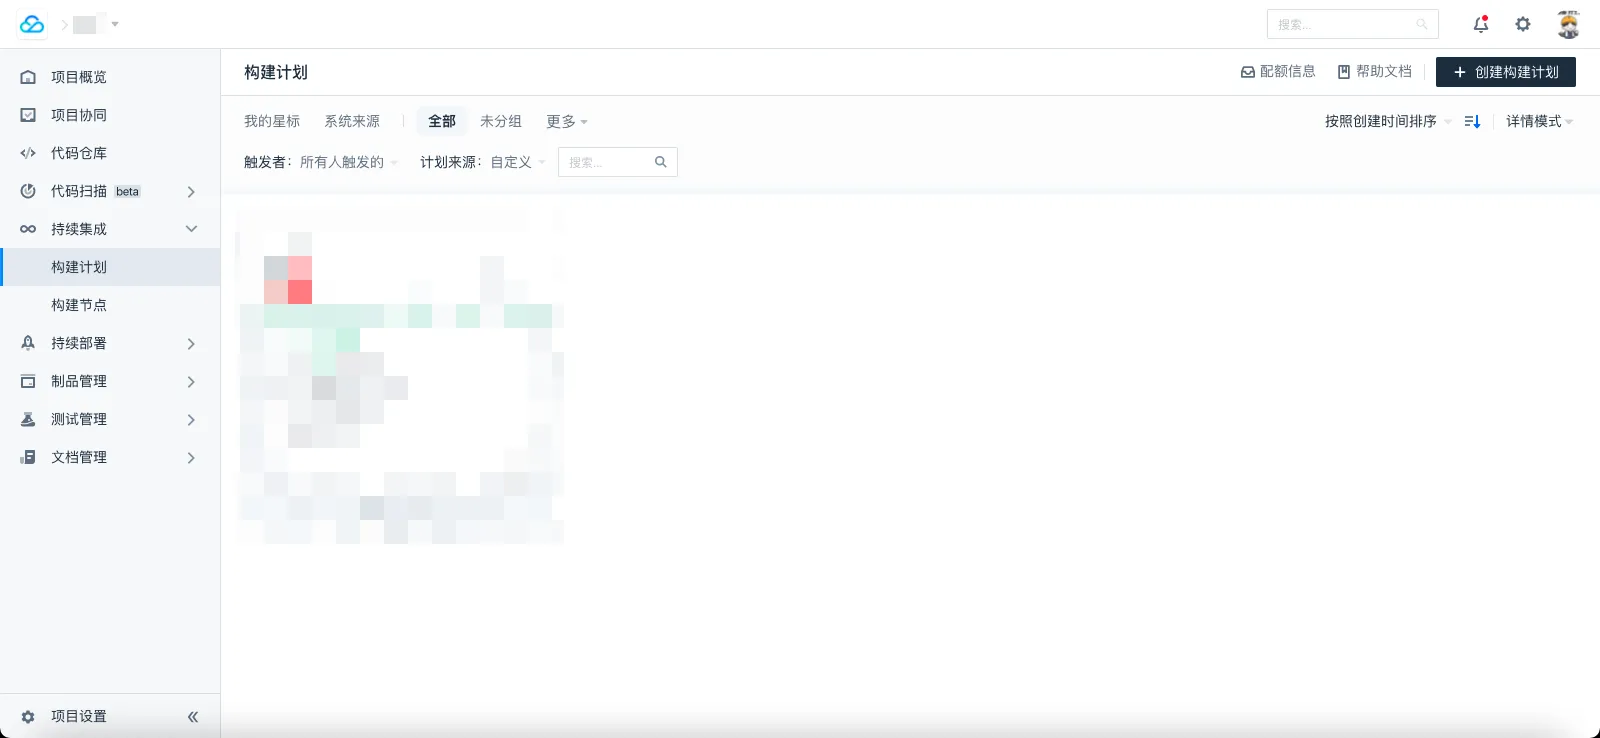 搜索...
项目概览
项目协同
代码仓库
代码扫描 beta
持续集成
构建计划
构建节点
持续部署
制品管理
测试管理
文档管理
项目设置
构建计划 配额信息 帮助文档 + 创建构建计划
我的星标 系统来源 全部 未分组 更多 按照创建时间排序 详情模式
触发者: 所有人触发的 计划来源: 自定义 搜索...